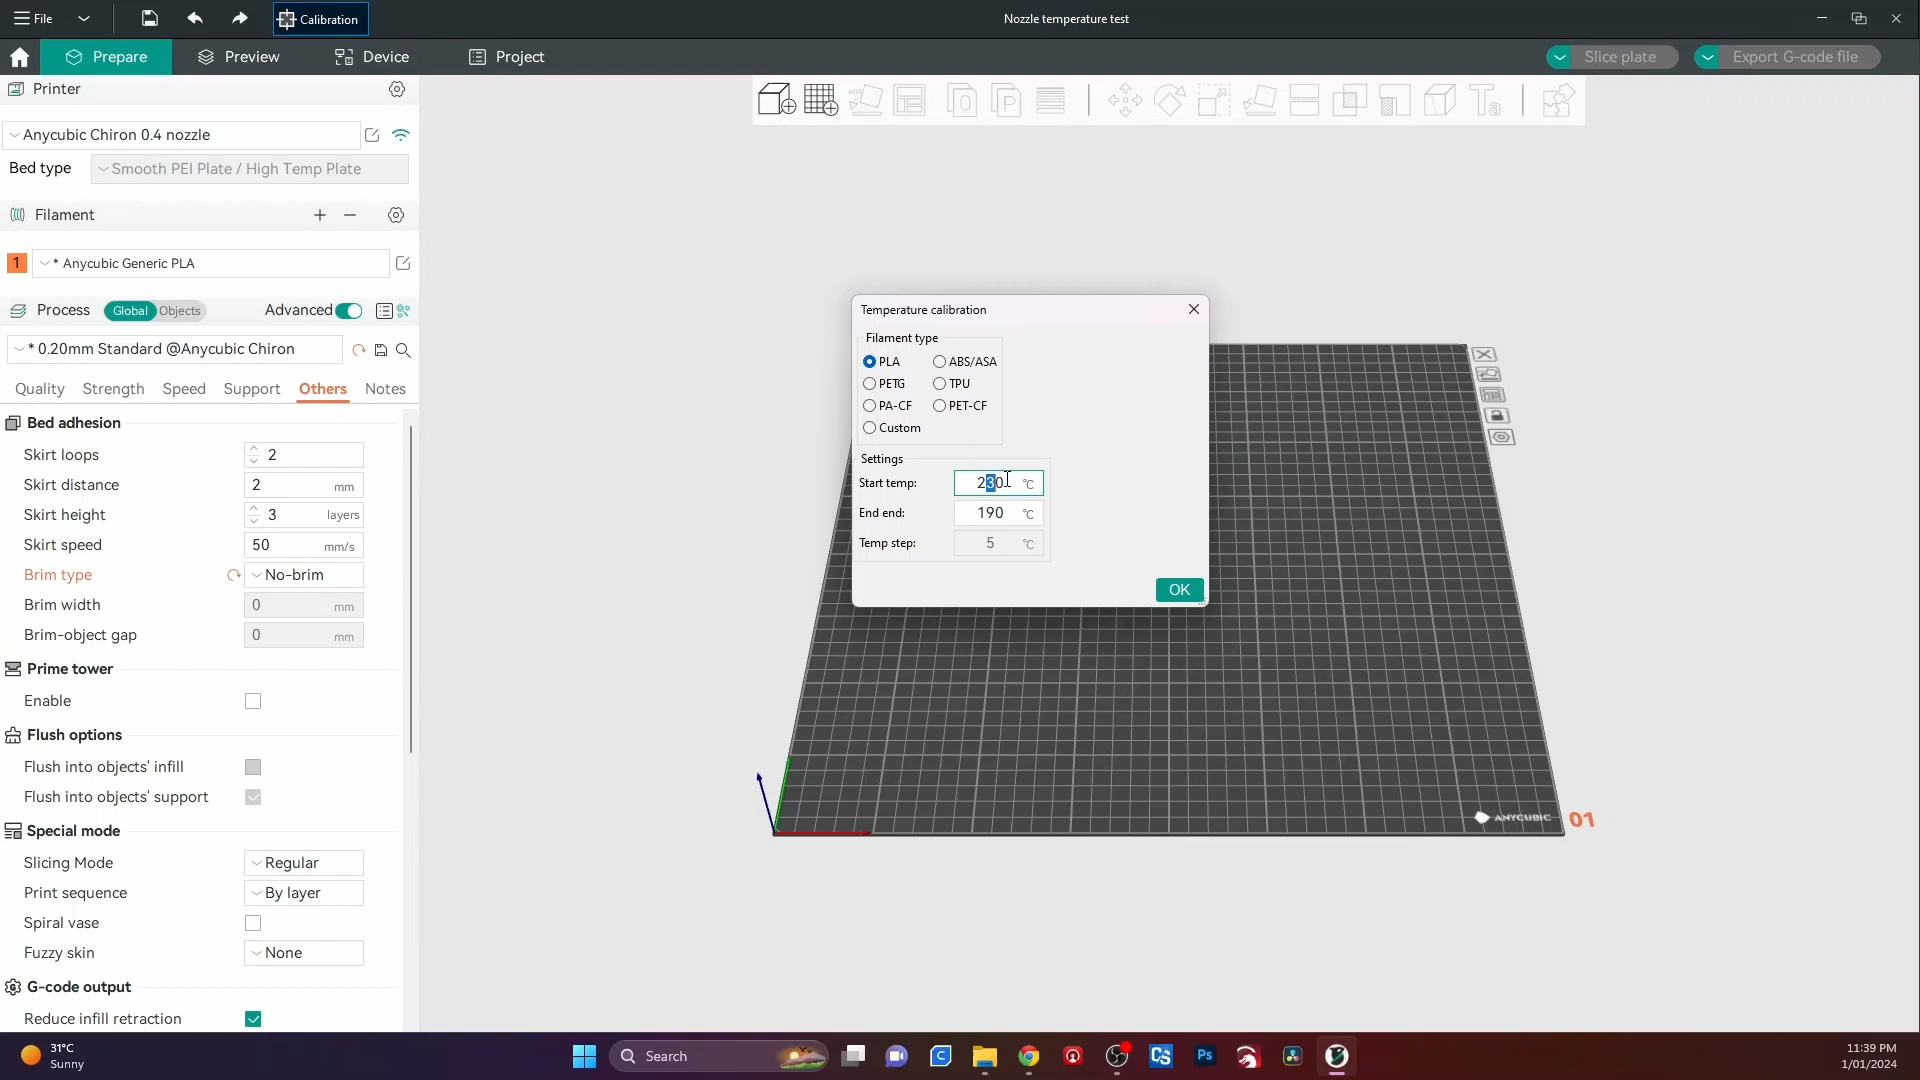 File
Calibration
Nozzle temperature test
Prepare
Preview
Device
Project
Slice plate
Export G-code file
Printer
Anycubic Chiron 0.4 nozzle
Bed type
Smooth PEI Plate / High Temp Plate
Filament
1
* Anycubic Generic PLA
Process
Global
Objects
Advanced
* 0.20mm Standard @Anycubic Chiron
Quality
Strength
Speed
Support
Others
Notes
Bed adhesion
Skirt loops 2
Skirt distance 2 mm
Skirt height 3 layers
Skirt speed 50 mm/s
Brim type No-brim
Brim width 0 mm
Brim-object gap 0 mm
Prime tower
Enable
Flush options
Flush into objects' infill
Flush into objects' support
Special mode
Slicing Mode Regular
Print sequence By layer
Spiral vase
Fuzzy skin None
G-code output
Reduce infill retraction
AUTO
Ta
Temperature calibration
Filament type
PLA ABS/ASA
PETG TPU
PA-CF PET-CF
Custom
Settings
Start temp: 230 °C
End end: 190 °C
Temp step: 5 °C
OK
ANYCUBIC
01
31°C
Sunny
Search
Ps
11:39 PM
1/01/2024